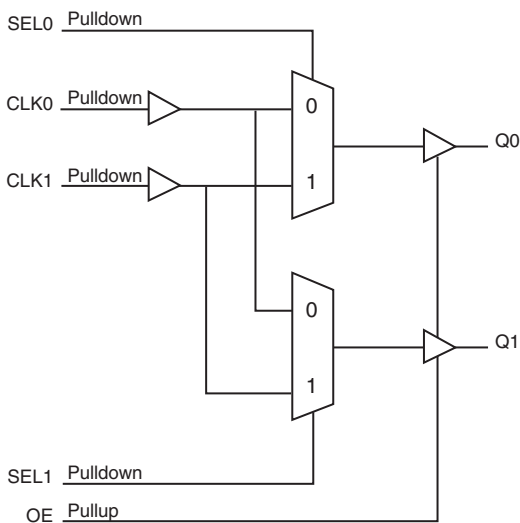 SEL0 Pulldown
CLK0 Pulldown
0
Q0
CLK1 Pulldown
1
0
Q1
1
SEL1 Pulldown
OE Pullup